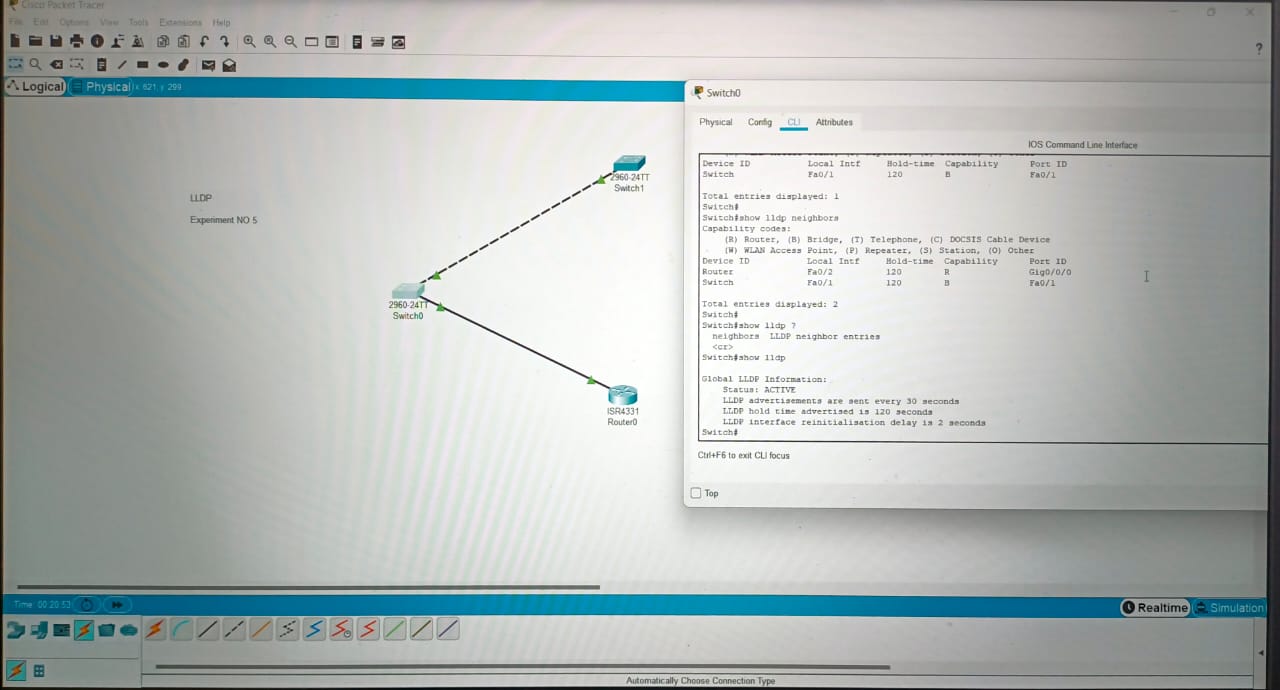 Cisco Packet Tracer
File Edit Options View Tools Extensions Help
?
Logical Physical x: 621, y: 299
LLDP
Experiment NO 5
2960-24TT
Switch1
2960-24TT
Switch0
ISR4331
Router0
Switch0
Physical Config CLI Attributes
IOS Command Line Interface
Device ID Local Intf Hold-time Capability Port ID
Switch Fa0/1 120 B Fa0/1
Total entries displayed: 1
Switch#
Switch#show lldp neighbors
Capability codes:
(R) Router, (B) Bridge, (T) Telephone, (C) DOCSIS Cable Device
(W) WLAN Access Point, (P) Repeater, (S) Station, (O) Other
Device ID Local Intf Hold-time Capability Port ID
Router Fa0/2 120 R Gig0/0/0
Switch Fa0/1 120 B Fa0/1
Total entries displayed: 2
Switch#
Switch#show lldp ?
neighbors LLDP neighbor entries
<cr>
Switch#show lldp
Global LLDP Information:
Status: ACTIVE
LLDP advertisements are sent every 30 seconds
LLDP hold time advertised is 120 seconds
LLDP interface reinitialisation delay is 2 seconds
Switch#
Ctrl+F6 to exit CLI focus
Top
Time: 00:20:53
Realtime Simulation
Automatically Choose Connection Type